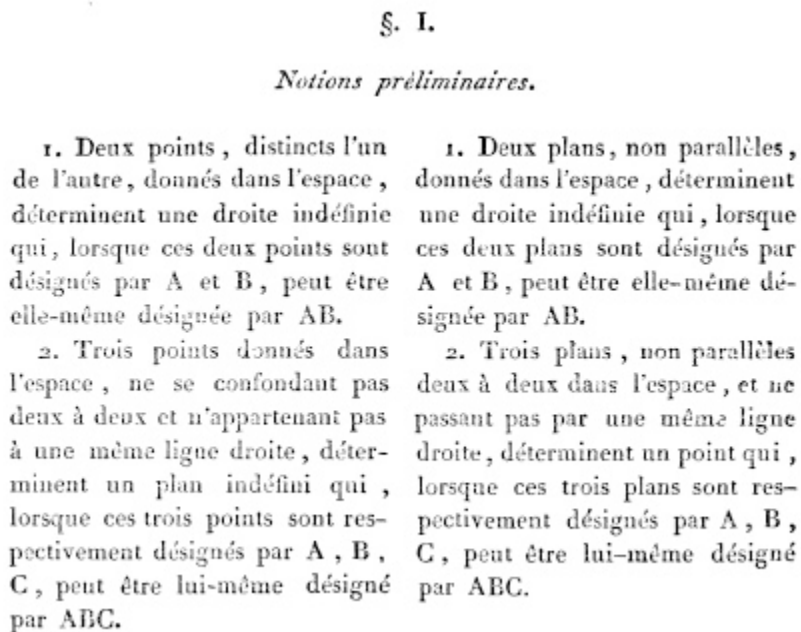 §. I.
Notions préliminaires.
1. Deux points, distincts l'un
de l'autre, donnés dans l'espace,
déterminent une droite indéfinie
qui, lorsque ces deux points sont
désignés par A et B, peut être
elle-même désignée par AB.
2. Trois points donnés dans
l'espace, ne se confondant pas
deux à deux et n'appartenant pas
à une même ligne droite, déter-
minent un plan indéfini qui,
lorsque ces trois points sont res-
pectivement désignés par A, B,
C, peut être lui-même désigné
par ABC.
1. Deux plans, non parallèles,
donnés dans l'espace, déterminent
une droite indéfinie qui, lorsque
ces deux plans sont désignés par
A et B, peut être elle-même dé-
signée par AB.
2. Trois plans, non parallèles
deux à deux dans l'espace, et ne
passant pas par une même ligne
droite, déterminent un point qui,
lorsque ces trois plans sont res-
pectivement désignés par A, B,
C, peut être lui-même désigné
par ABC.